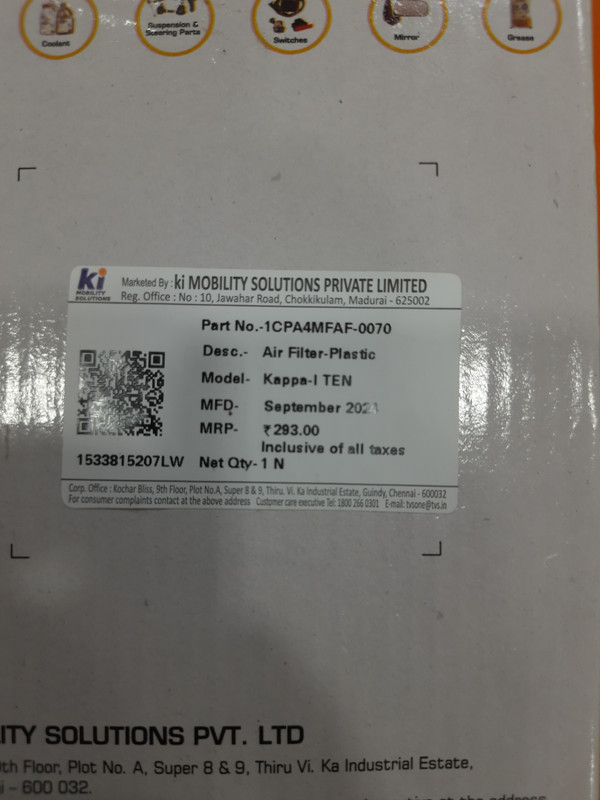 Coolant
Suspension &
Steering Parts
Switches
Mirror
Grease
ki
MOBILITY
SOLUTIONS
Marketed By : ki MOBILITY SOLUTIONS PRIVATE LIMITED
Reg. Office : No : 10, Jawahar Road, Chokkikulam, Madurai - 625002
Part No.-1CPA4MFAF-0070
Desc.- Air Filter-Plastic
Model- Kappa-I TEN
MFD- September
MRP- ₹ 293.00
Inclusive of all taxes
1533815207LW Net Qty- 1 N
Corp. Office : Kochar Bliss, 9th Floor, Plot No.A, Super 8 & 9, Thiru. Vi. Ka Industrial Estate, Guindy, Chennai - 600032
For consumer complaints contact at the above address Customer care executive Tel: 1800 266 0301 E-mail: tvsone@tvs.in
ITY SOLUTIONS PVT. LTD
th Floor, Plot No. A, Super 8 & 9, Thiru Vi. Ka Industrial Estate,
i - 600 032.
at the address